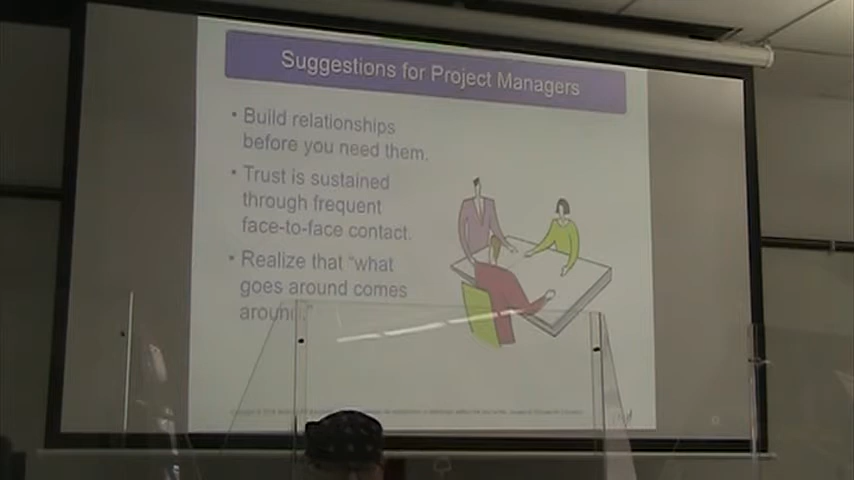 Suggestions for Project Managers
• Build relationships
before you need them.
• Trust is sustained
through frequent
face-to-face contact.
• Realize that “what
goes around comes
around.”